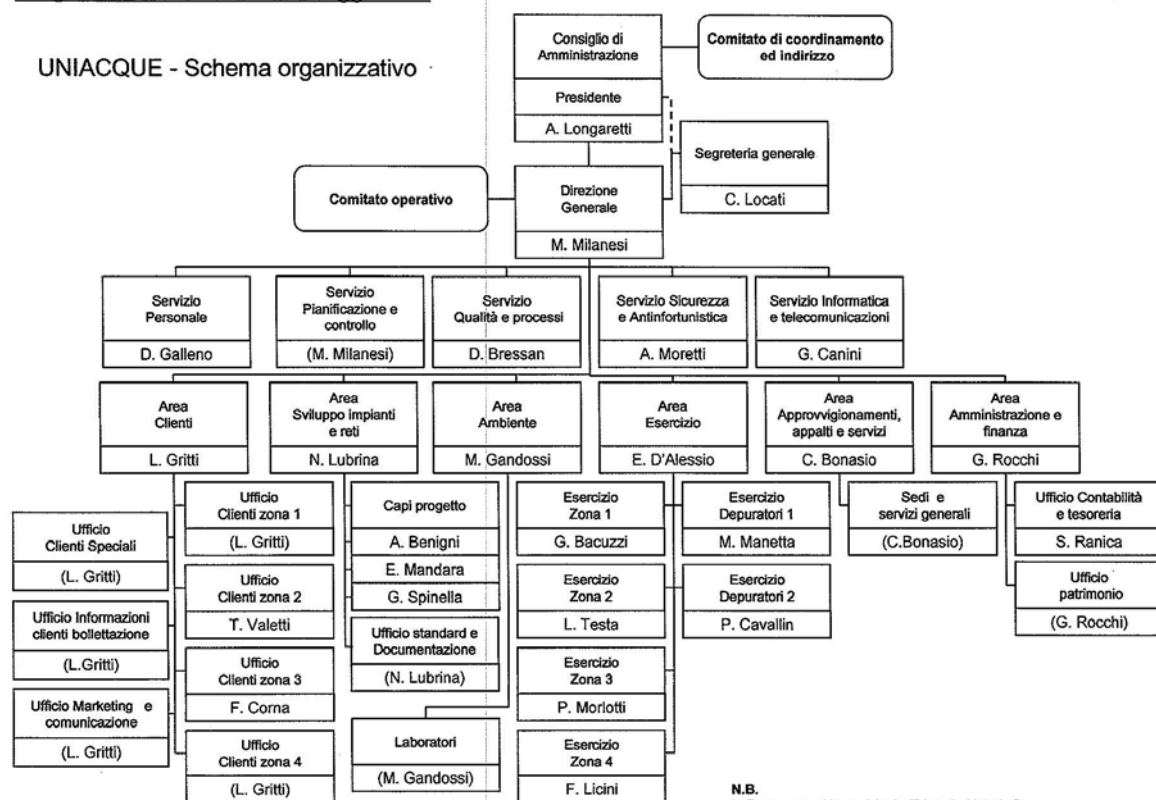 UNIACQUE - Schema organizzativo
Consiglio di
Amministrazione
Presidente
A. Longaretti
Comitato di coordinamento
ed indirizzo
Segreteria generale
C. Locati
Comitato operativo
Direzione
Generale
M. Milanesi
Servizio
Personale
D. Galleno
Servizio
Pianificazione e
controllo
(M. Milanesi)
Servizio
Qualità e processi
D. Bressan
Servizio Sicurezza
e Antinfortunistica
A. Moretti
Servizio Informatica
e telecomunicazioni
G. Canini
Area
Clienti
L. Gritti
Area
Sviluppo impianti
e reti
N. Lubrina
Area
Ambiente
M. Gandossi
Area
Esercizio
E. D'Alessio
Area
Approvvigionamenti,
appalti e servizi
C. Bonasio
Area
Amministrazione e
finanza
G. Rocchi
Ufficio
Clienti Speciali
(L. Gritti)
Ufficio Informazioni
clienti bollettazione
(L.Gritti)
Ufficio Marketing e
comunicazione
(L. Gritti)
Ufficio
Clienti zona 1
(L. Gritti)
Ufficio
Clienti zona 2
T. Valetti
Ufficio
Clienti zona 3
F. Corna
Ufficio
Clienti zona 4
(L. Gritti)
Capi progetto
A. Benigni
E. Mandara
G. Spinella
Ufficio standard e
Documentazione
(N. Lubrina)
Laboratori
(M. Gandossi)
Esercizio
Zona 1
G. Bacuzzi
Esercizio
Zona 2
L. Testa
Esercizio
Zona 3
P. Morlotti
Esercizio
Zona 4
F. Licini
Esercizio
Depuratori 1
M. Manetta
Esercizio
Depuratori 2
P. Cavallin
Sedi e
servizi generali
(C.Bonasio)
Ufficio Contabilità
e tesoreria
S. Ranica
Ufficio
patrimonio
(G. Rocchi)
N.B.